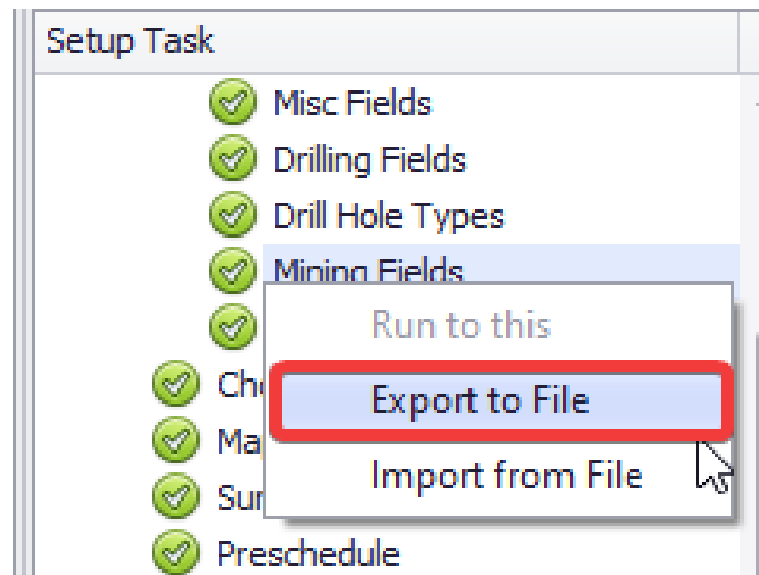 Setup Task
Misc Fields
Drilling Fields
Drill Hole Types
Mining Fields
Run to this
Export to File
Import from File
Preschedule